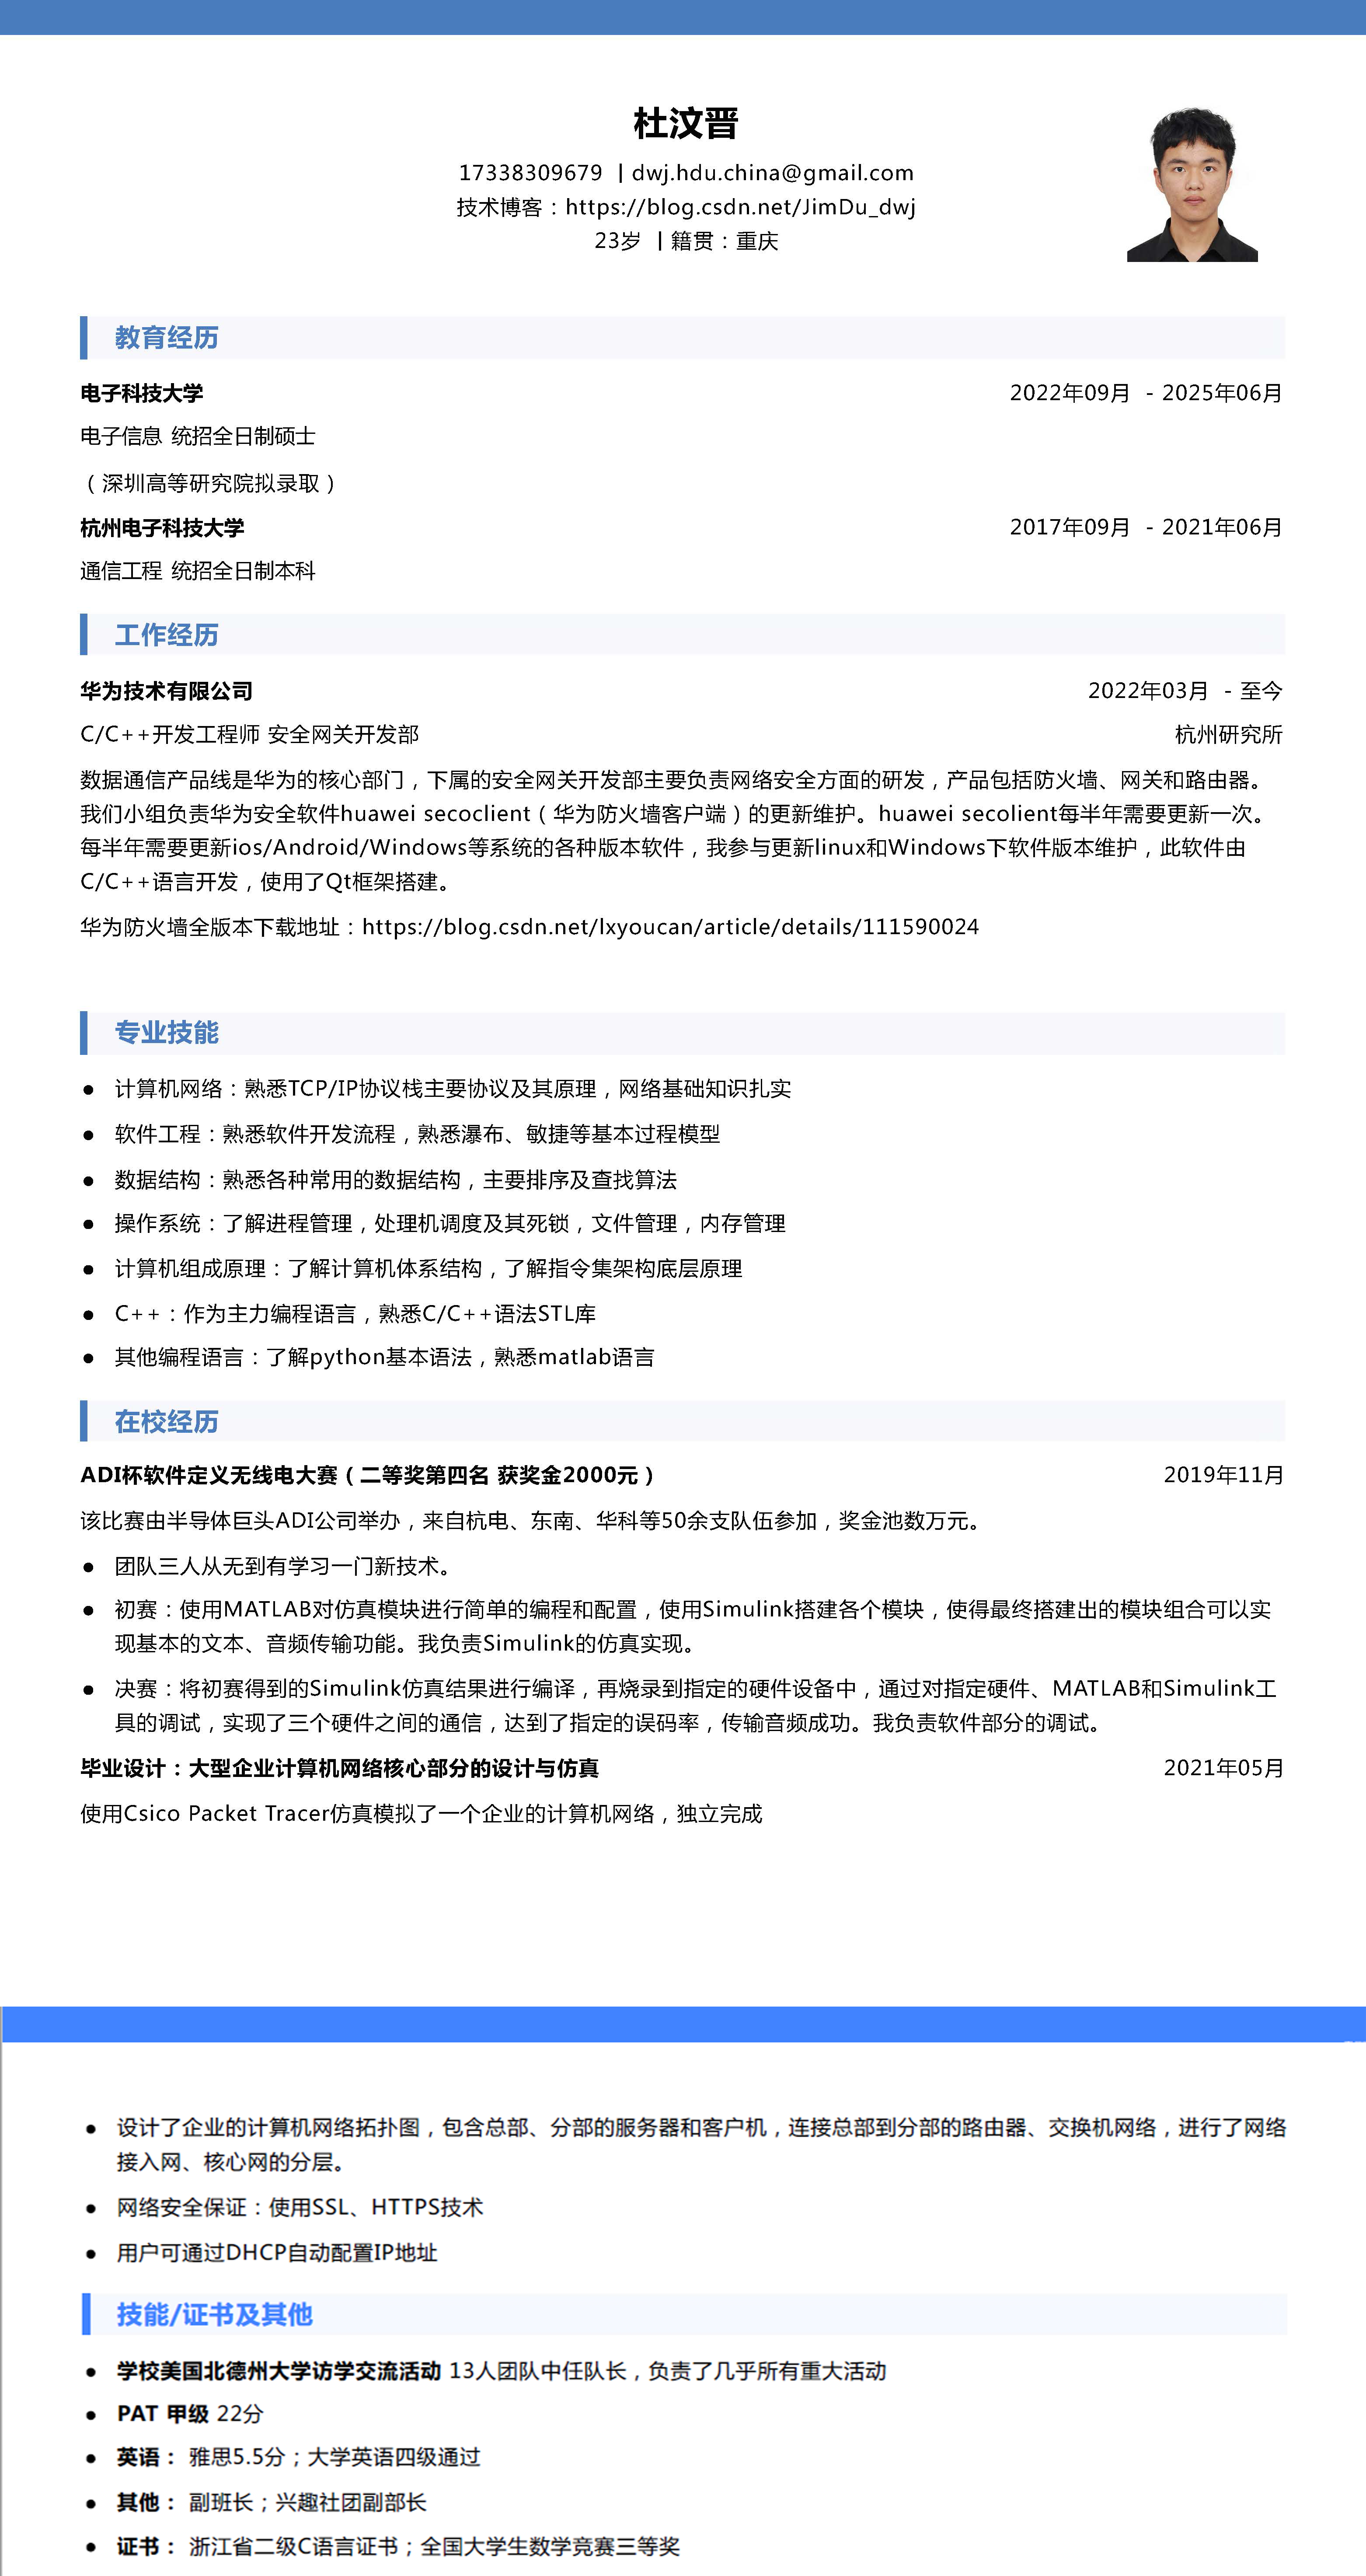 杜汶晋
17338309679 | dwj.hdu.china@gmail.com
技术博客：https://blog.csdn.net/JimDu_dwj
23岁 | 籍贯：重庆
教育经历
电子科技大学 2022年09月 - 2025年06月
电子信息 统招全日制硕士
（深圳高等研究院拟录取）
杭州电子科技大学 2017年09月 - 2021年06月
通信工程 统招全日制本科
工作经历
华为技术有限公司 2022年03月 - 至今
C/C++开发工程师 安全网关开发部 杭州研究所
数据通信产品线是华为的核心部门，下属的安全网关开发部主要负责网络安全方面的研发，产品包括防火墙、网关和路由器。
我们小组负责华为安全软件huawei secoclient（华为防火墙客户端）的更新维护。huawei secolient每半年需要更新一次。
每半年需要更新ios/Android/Windows等系统的各种版本软件，我参与更新linux和Windows下软件版本维护，此软件由
C/C++语言开发，使用了Qt框架搭建。
华为防火墙全版本下载地址：https://blog.csdn.net/lxyoucan/article/details/111590024
专业技能
● 计算机网络：熟悉TCP/IP协议栈主要协议及其原理，网络基础知识扎实
● 软件工程：熟悉软件开发流程，熟悉瀑布、敏捷等基本过程模型
● 数据结构：熟悉各种常用的数据结构，主要排序及查找算法
● 操作系统：了解进程管理，处理机调度及其死锁，文件管理，内存管理
● 计算机组成原理：了解计算机体系结构，了解指令集架构底层原理
● C++：作为主力编程语言，熟悉C/C++语法STL库
● 其他编程语言：了解python基本语法，熟悉matlab语言
在校经历
ADI杯软件定义无线电大赛（二等奖第四名 获奖金2000元） 2019年11月
该比赛由半导体巨头ADI公司举办，来自杭电、东南、华科等50余支队伍参加，奖金池数万元。
● 团队三人从无到有学习一门新技术。
● 初赛：使用MATLAB对仿真模块进行简单的编程和配置，使用Simulink搭建各个模块，使得最终搭建出的模块组合可以实
现基本的文本、音频传输功能。我负责Simulink的仿真实现。
● 决赛：将初赛得到的Simulink仿真结果进行编译，再烧录到指定的硬件设备中，通过对指定硬件、MATLAB和Simulink工
具的调试，实现了三个硬件之间的通信，达到了指定的误码率，传输音频成功。我负责软件部分的调试。
毕业设计：大型企业计算机网络核心部分的设计与仿真 2021年05月
使用Csico Packet Tracer仿真模拟了一个企业的计算机网络，独立完成
● 设计了企业的计算机网络拓扑图，包含总部、分部的服务器和客户机，连接总部到分部的路由器、交换机网络，进行了网络
接入网、核心网的分层。
● 网络安全保证：使用SSL、HTTPS技术
● 用户可通过DHCP自动配置IP地址
技能/证书及其他
● 学校美国北德州大学访学交流活动 13人团队中任队长，负责了几乎所有重大活动
● PAT 甲级 22分
● 英语： 雅思5.5分；大学英语四级通过
● 其他： 副班长；兴趣社团副部长
● 证书： 浙江省二级C语言证书；全国大学生数学竞赛三等奖